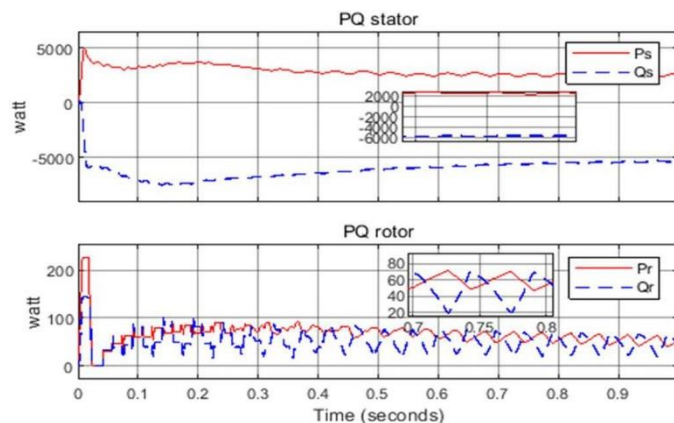 PQ stator
5000
0
-5000
watt
Ps
Qs
2000
0
-2000
-4000
-6000
PQ rotor
200
100
0
watt
Pr
Qr
80
60
40
20
0.7 0.75 0.8
0 0.1 0.2 0.3 0.4 0.5 0.6 0.7 0.8 0.9
Time (seconds)